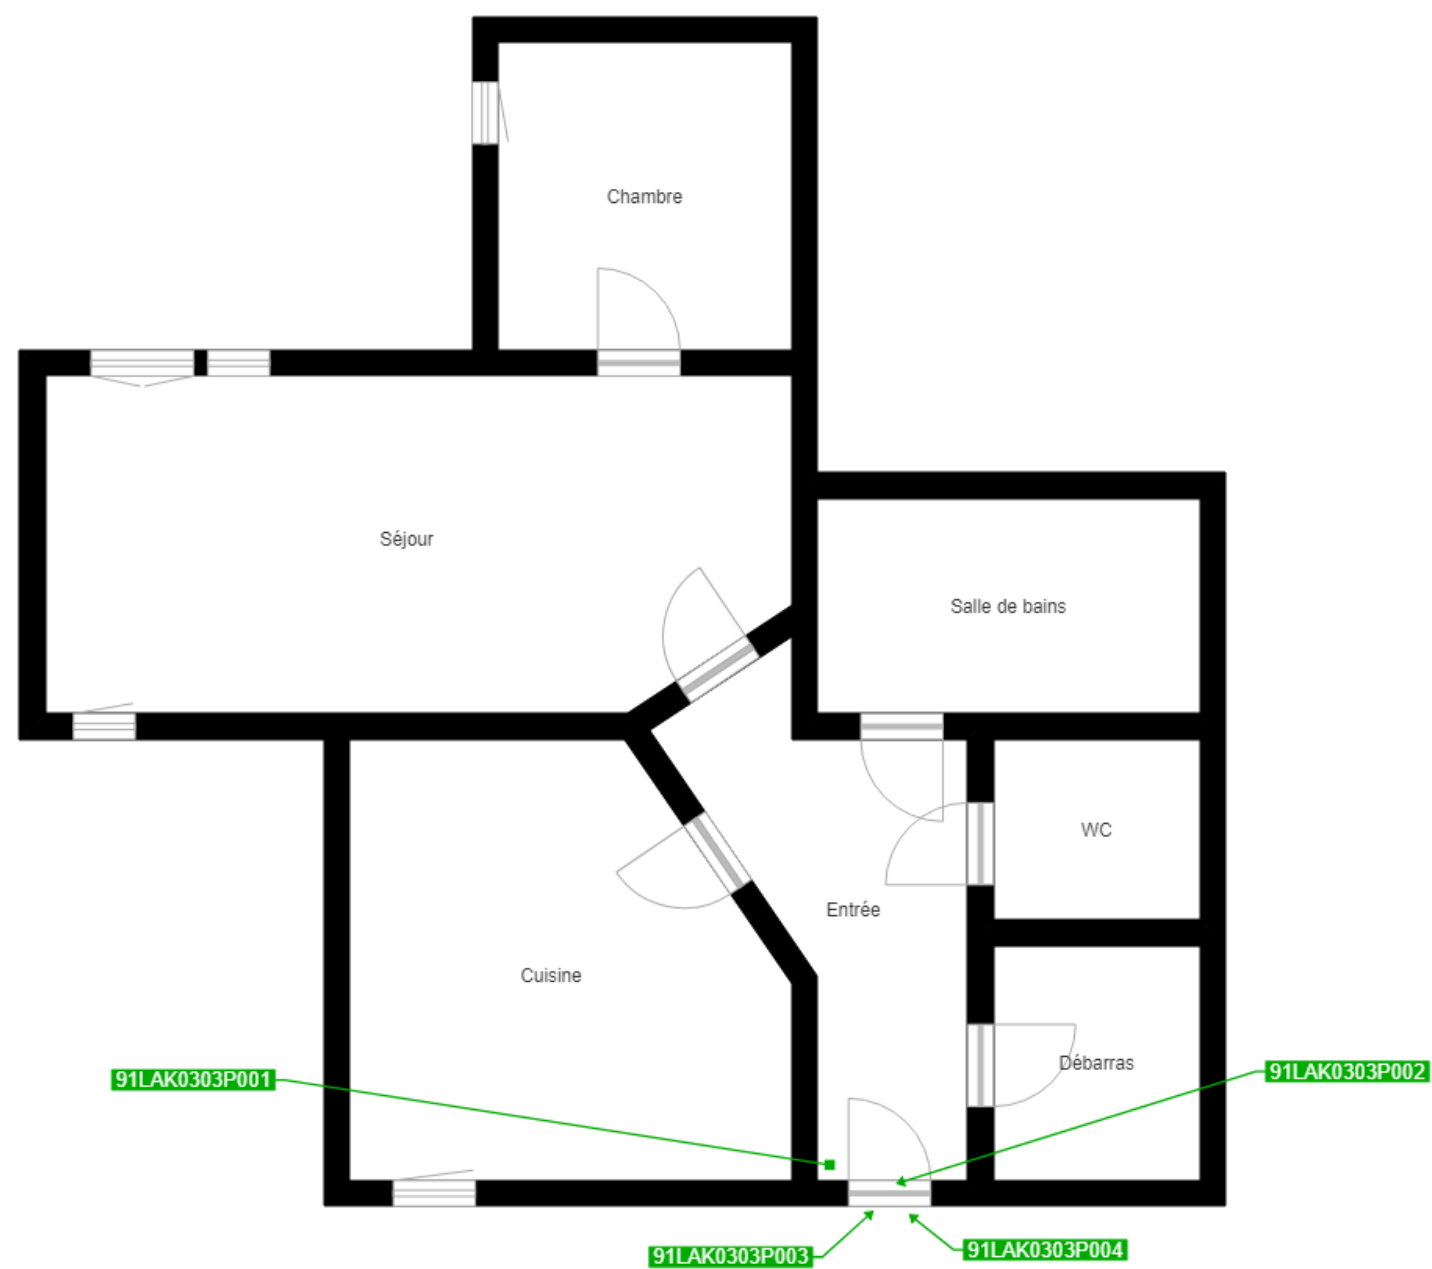 Chambre
Séjour
Salle de bains
WC
Entrée
Cuisine
Débarras
91LAK0303P001
91LAK0303P002
91LAK0303P003
91LAK0303P004